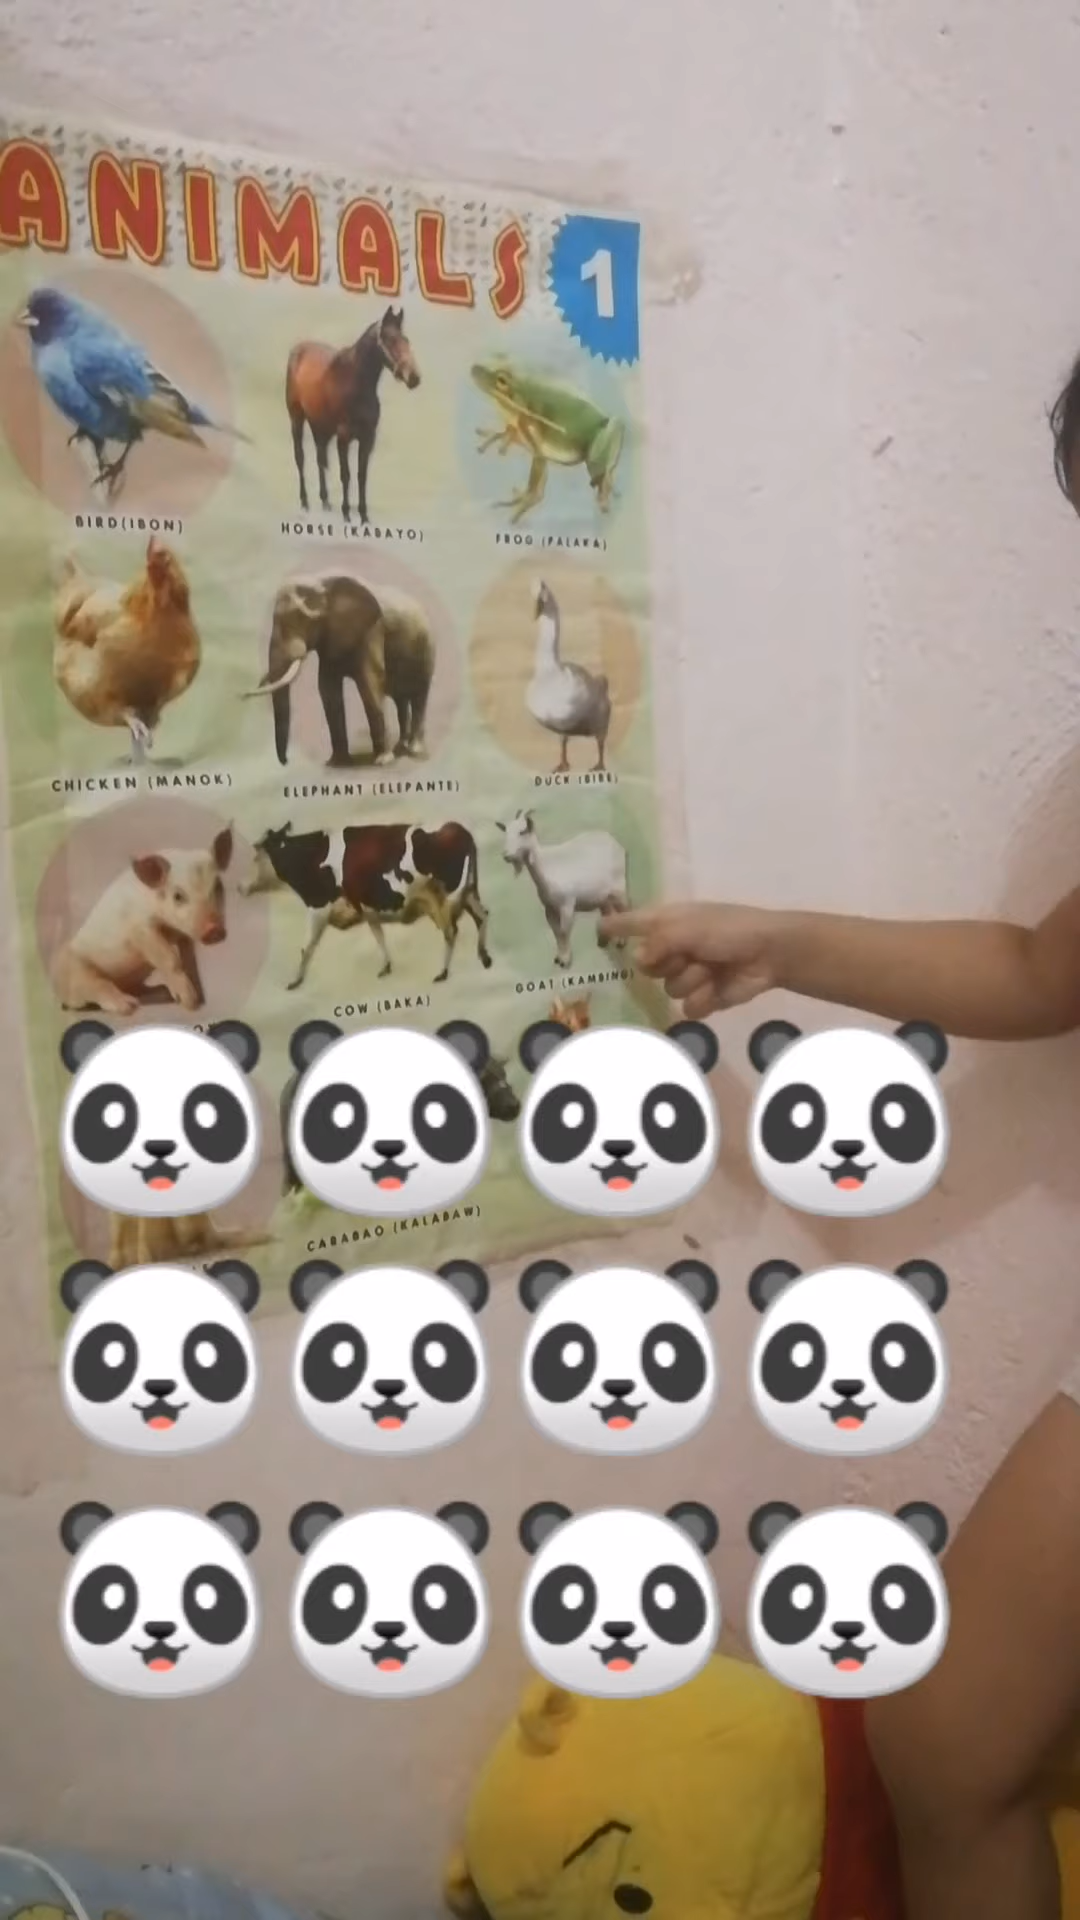 ANIMALS
1
BIRD(IBON)
HORSE (KABAYO)
FROG (PALAKA)
CHICKEN (MANOK)
ELEPHANT (ELEPANTE)
DUCK (BIBE)
COW (BAKA)
GOAT (KAMBING)
CARABAO (KALABAW)